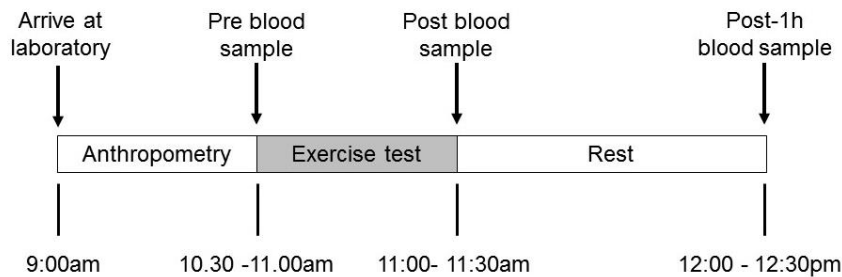 Arrive at
laboratory
Pre blood
sample
Post blood
sample
Post-1h
blood sample
Anthropometry
Exercise test
Rest
9:00am
10.30 -11.00am
11:00- 11:30am
12:00 - 12:30pm